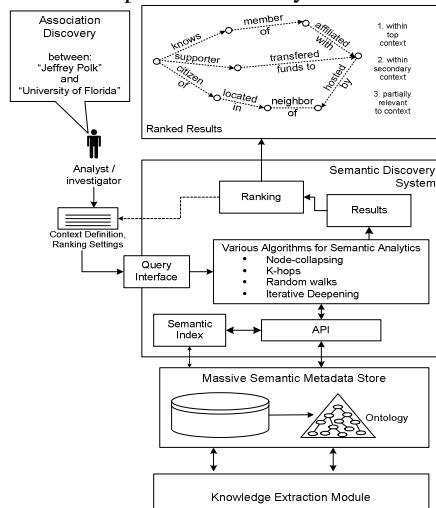 Association
Discovery
between:
"Jeffrey Polk"
and
"University of Florida"
knows
member
of
affiliated
with
supporter
transfered
funds to
citizen
of
located
in
neighbor
of
hosted
by
1. within
top
context
2. within
secondary
context
3. partially
relevant
to context
Ranked Results
Analyst /
investigator
Context Definition,
Ranking Settings
Semantic Discovery
System
Ranking
Results
Query
Interface
Various Algorithms for Semantic Analytics
• Node-collapsing
• K-hops
• Random walks
• Iterative Deepening
Semantic
Index
API
Massive Semantic Metadata Store
Ontology
Knowledge Extraction Module